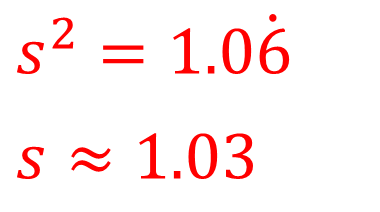 s² = 1.06̇
s ≈ 1.03